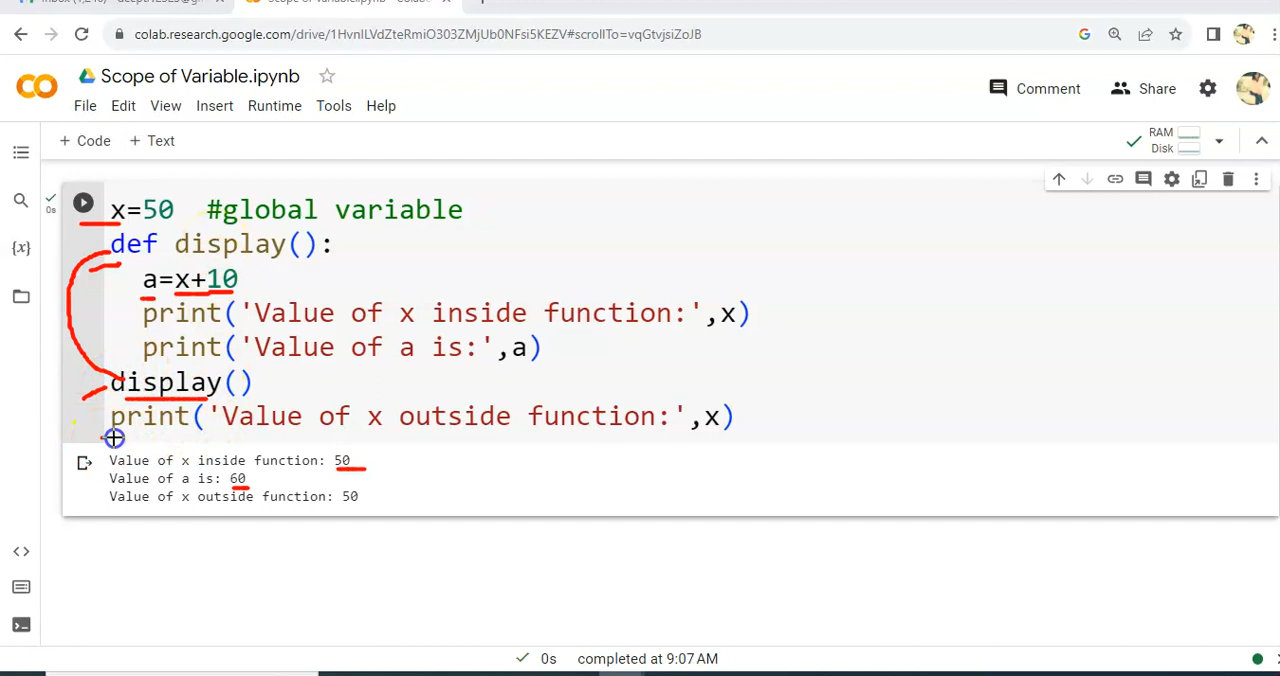 colab.research.google.com/drive/1HvnILVdZteRmiO303ZMjUb0NFsi5KEZV#scrollTo=vqGtvjsiZoJB
Scope of Variable.ipynb
Comment Share
File Edit View Insert Runtime Tools Help
+ Code + Text
RAM
Disk
x=50 #global variable
0s
def display():
{x}
a=x+10
print('Value of x inside function:',x)
print('Value of a is:',a)
display()
print('Value of x outside function:',x)
Value of x inside function: 50
Value of a is: 60
Value of x outside function: 50
0s completed at 9:07 AM